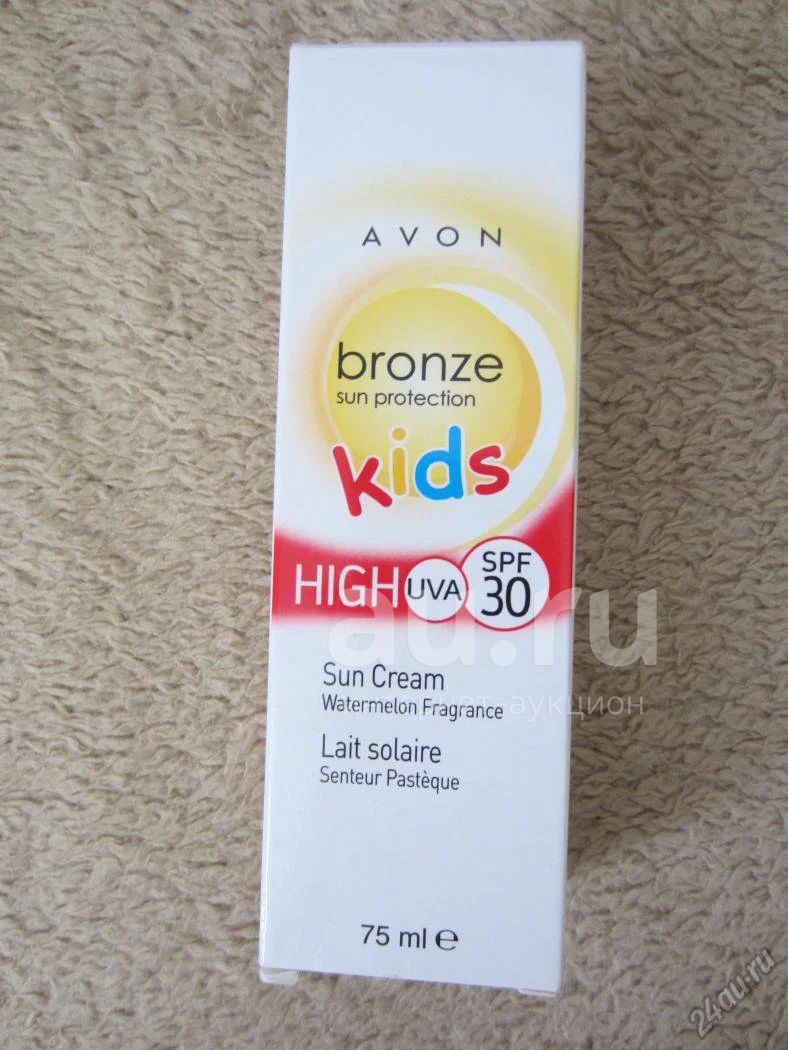 AVON
bronze
sun protection
kids
HIGH UVA SPF 30
au.ru
интернет-аукцион
Sun Cream
Watermelon Fragrance
Lait solaire
Senteur Pastèque
75 ml e
24au.ru